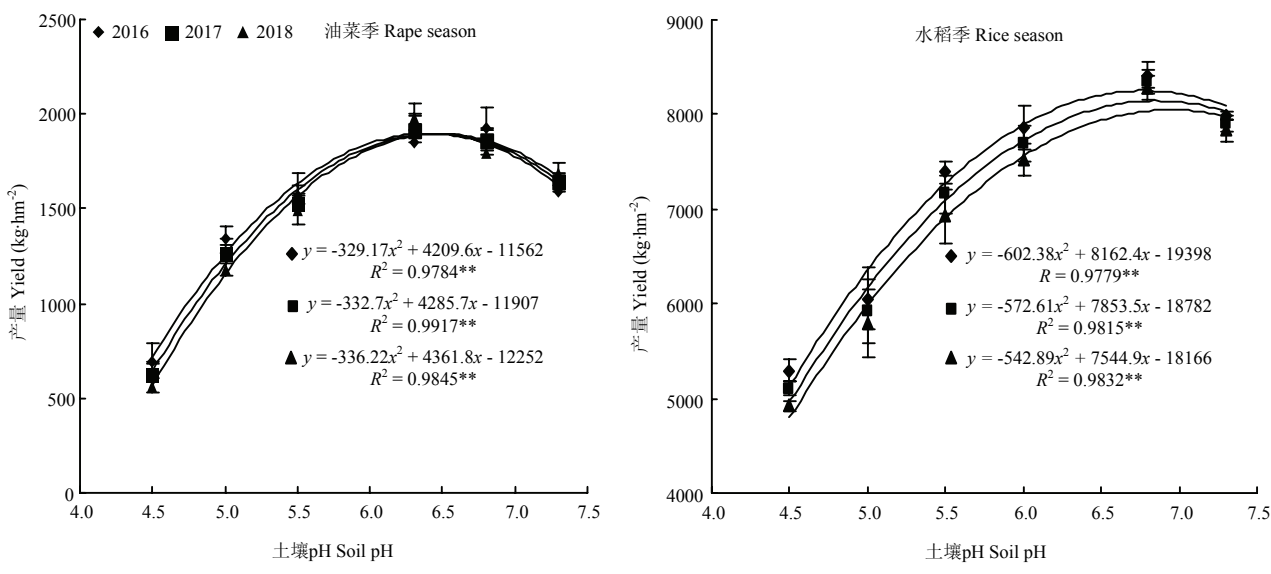 2500
2000
1500
1000
500
0
4.0 4.5 5.0 5.5 6.0 6.5 7.0 7.5
产量 Yield (kg·hm-2)
土壤pH Soil pH
2016 2017 2018 油菜季 Rape season
y = -329.17x2 + 4209.6x - 11562
R2 = 0.9784**
y = -332.7x2 + 4285.7x - 11907
R2 = 0.9917**
y = -336.22x2 + 4361.8x - 12252
R2 = 0.9845**
9000
8000
7000
6000
5000
4000
4.0 4.5 5.0 5.5 6.0 6.5 7.0 7.5
产量 Yield (kg·hm-2)
土壤pH Soil pH
水稻季 Rice season
y = -602.38x2 + 8162.4x - 19398
R = 0.9779**
y = -572.61x2 + 7853.5x - 18782
R2 = 0.9815**
y = -542.89x2 + 7544.9x - 18166
R2 = 0.9832**